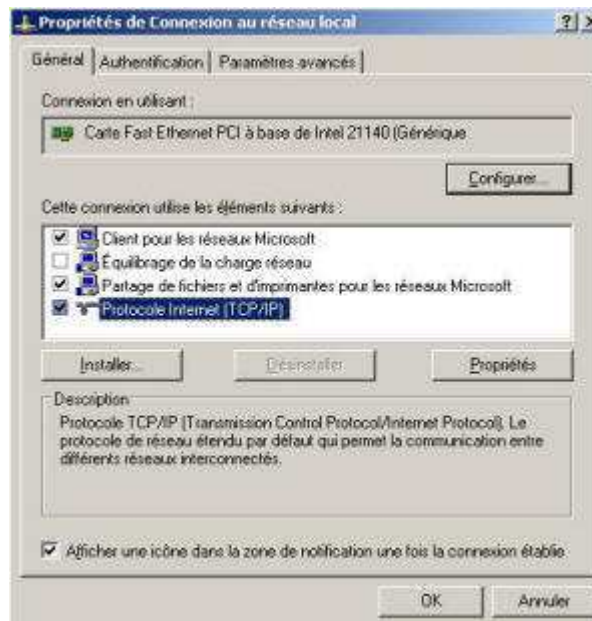 Propriétés de Connexion au réseau local
Général Authentification Paramètres avancés
Connexion en utilisant :
Carte Fast Ethernet PCI à base de Intel 21140 (Générique
Configurer...
Cette connexion utilise les éléments suivants :
Client pour les réseaux Microsoft
Équilibrage de la charge réseau
Partage de fichiers et d'imprimantes pour les réseaux Microsoft
Protocole Internet (TCP/IP)
Installer... Désinstaller Propriétés
Description
Protocole TCP/IP (Transmission Control Protocol/Internet Protocol). Le
protocole de réseau étendu par défaut qui permet la communication entre
différents réseaux interconnectés.
Afficher une icône dans la zone de notification une fois la connexion établie
OK Annuler